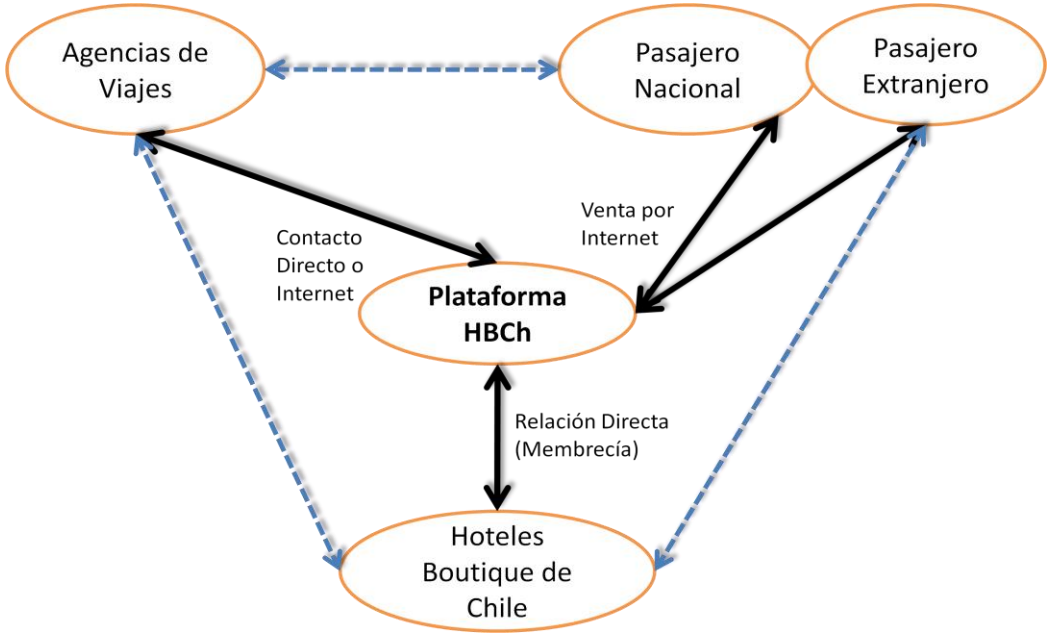 Agencias de
Viajes
Pasajero
Nacional
Pasajero
Extranjero
Contacto
Directo o
Internet
Venta por
Internet
Plataforma
HBCh
Relación Directa
(Membrecía)
Hoteles
Boutique de
Chile